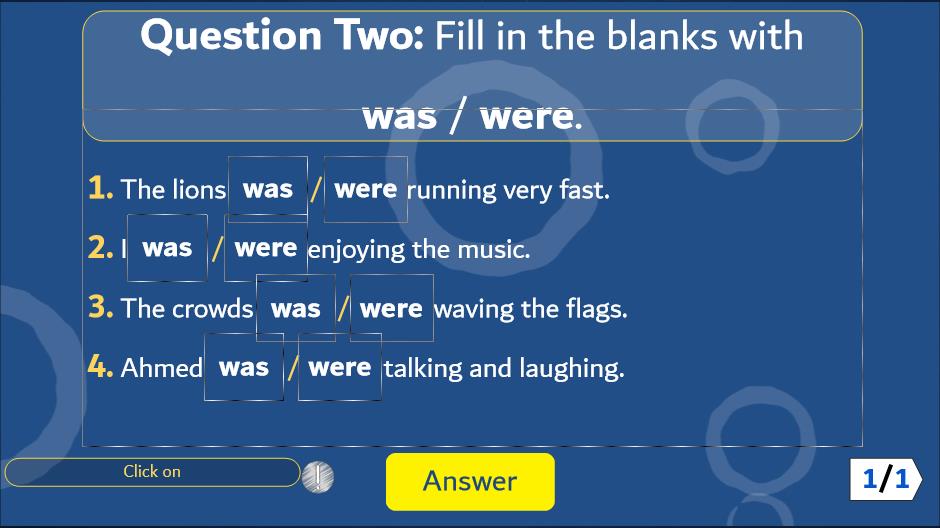 Question Two: Fill in the blanks with
was / were.
1. The lions was / were running very fast.
2. I was / were enjoying the music.
3. The crowds was / were waving the flags.
4. Ahmed was / were talking and laughing.
Click on !
Answer
1/1